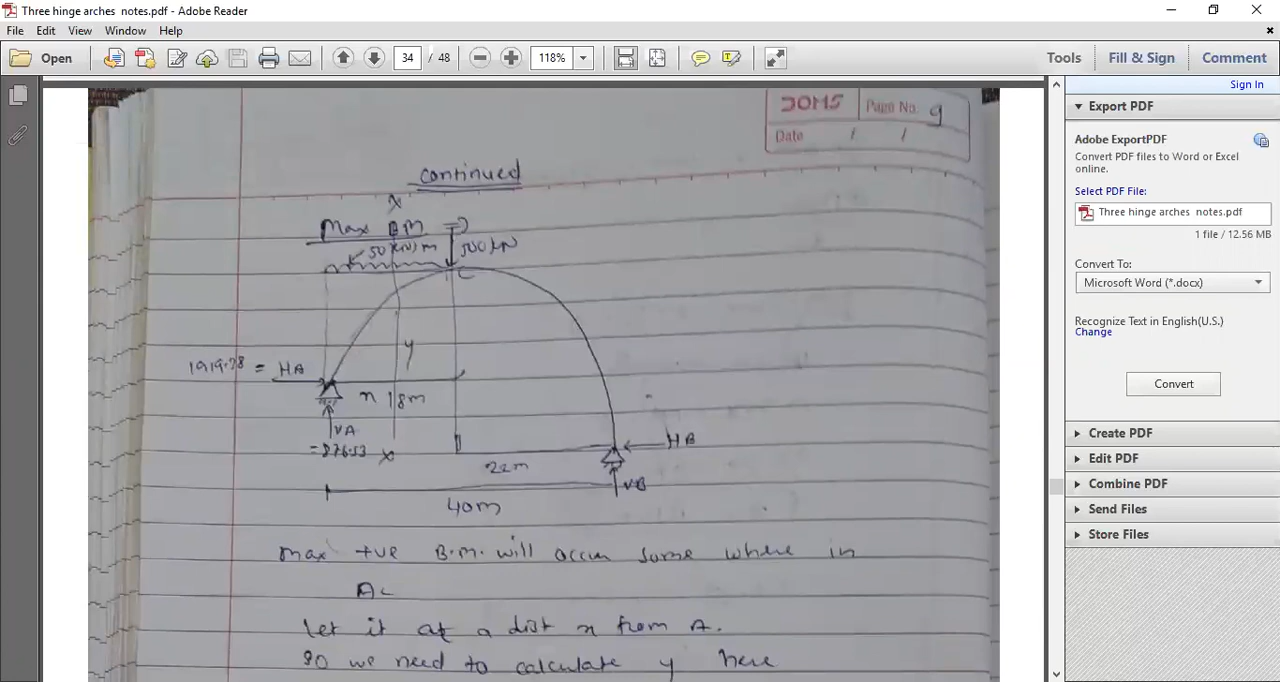 Three hinge arches  notes.pdf - Adobe Reader
File Edit View Window Help
Open 34 / 48 118% Tools Fill & Sign Comment
Sign In
Export PDF
Adobe ExportPDF
Convert PDF files to Word or Excel
online.
Select PDF File:
Three hinge arches  notes.pdf
1 file / 12.56 MB
Convert To:
Microsoft Word (*.docx)
Recognize Text in English(U.S.)
Change
Convert
Create PDF
Edit PDF
Combine PDF
Send Files
Store Files
JOMS Page No. 9
Date / /
continued
X
Max BM =)
50 kN/m
C
y
= HA
x 18m
VA
X
HB
22m
VB
40m
max +ve B.M. will occur some where in
AC
Let it at a dist x from A.
so we need to calculate y here